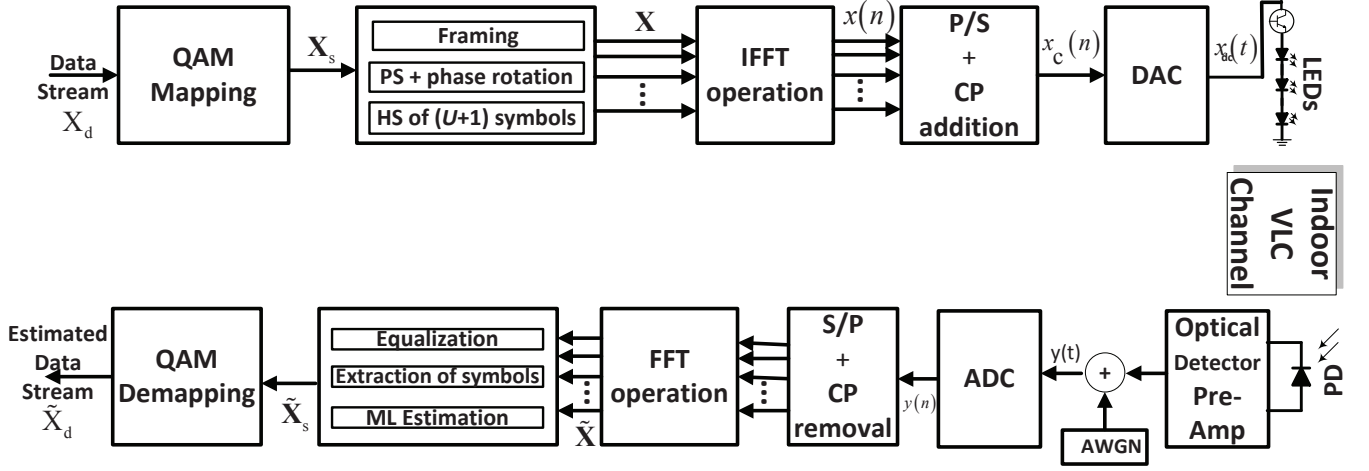 Data
Stream
X_d
QAM
Mapping
X_s
Framing
PS + phase rotation
HS of (U+1) symbols
X
IFFT
operation
x(n)
P/S
+
CP
addition
x_c(n)
DAC
LEDs
Indoor
VLC
Channel
Estimated
Data
Stream
X̃_d
QAM
Demapping
X̃_s
Equalization
Extraction of symbols
ML Estimation
X̃
FFT
operation
S/P
+
CP
removal
y(n)
ADC
y(t)
+
AWGN
Optical
Detector
Pre-
Amp
PD